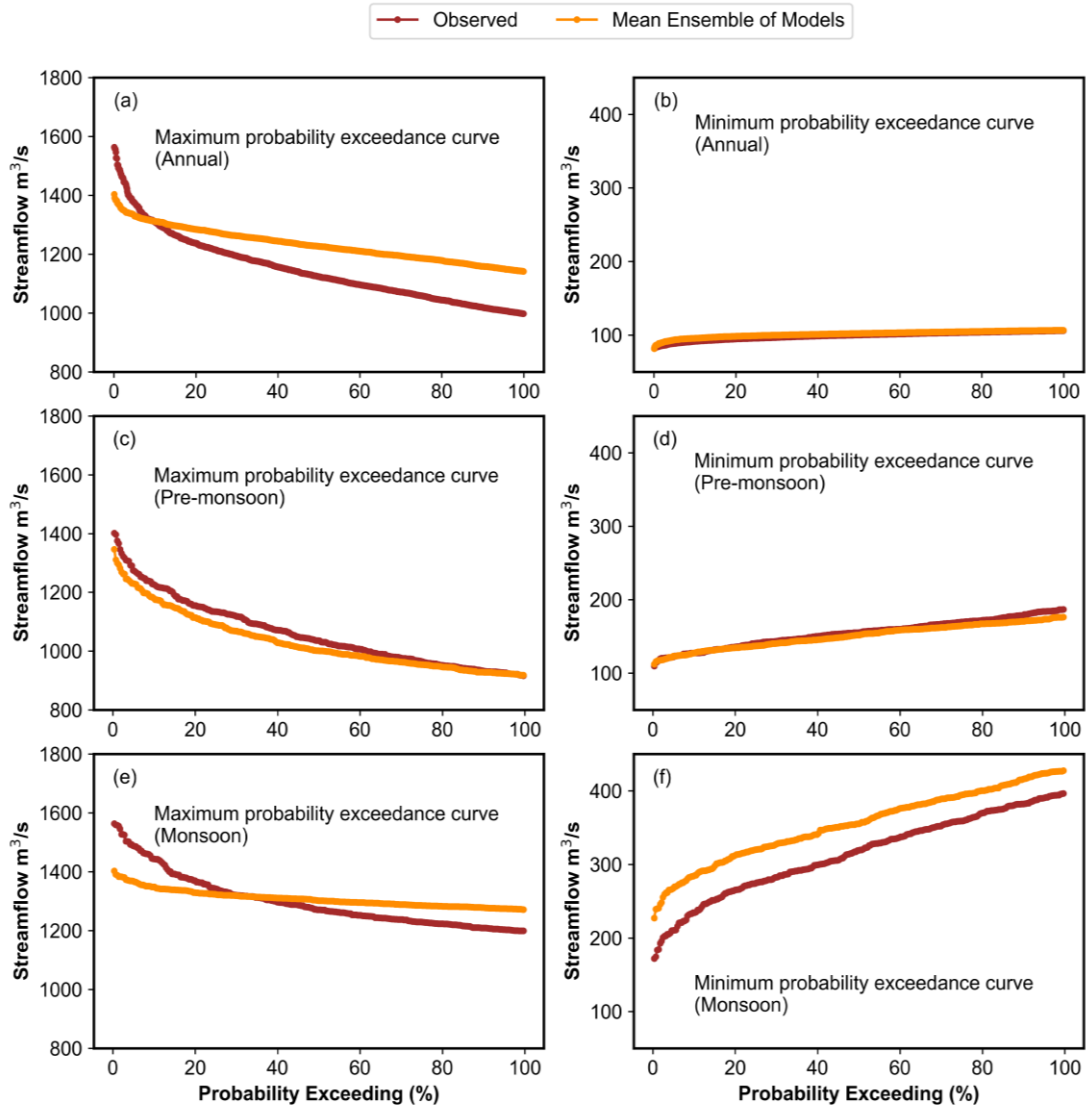 Observed
Mean Ensemble of Models
1800
1600
1400
1200
1000
800
Streamflow m³/s
(a)
Maximum probability exceedance curve
(Annual)
0 20 40 60 80 100
400
300
200
100
Streamflow m³/s
(b)
Minimum probability exceedance curve
(Annual)
0 20 40 60 80 100
1800
1600
1400
1200
1000
800
Streamflow m³/s
(c)
Maximum probability exceedance curve
(Pre-monsoon)
0 20 40 60 80 100
400
300
200
100
Streamflow m³/s
(d)
Minimum probability exceedance curve
(Pre-monsoon)
0 20 40 60 80 100
1800
1600
1400
1200
1000
800
Streamflow m³/s
(e)
Maximum probability exceedance curve
(Monsoon)
0 20 40 60 80 100
Probability Exceeding (%)
400
300
200
100
Streamflow m³/s
(f)
Minimum probability exceedance curve
(Monsoon)
0 20 40 60 80 100
Probability Exceeding (%)